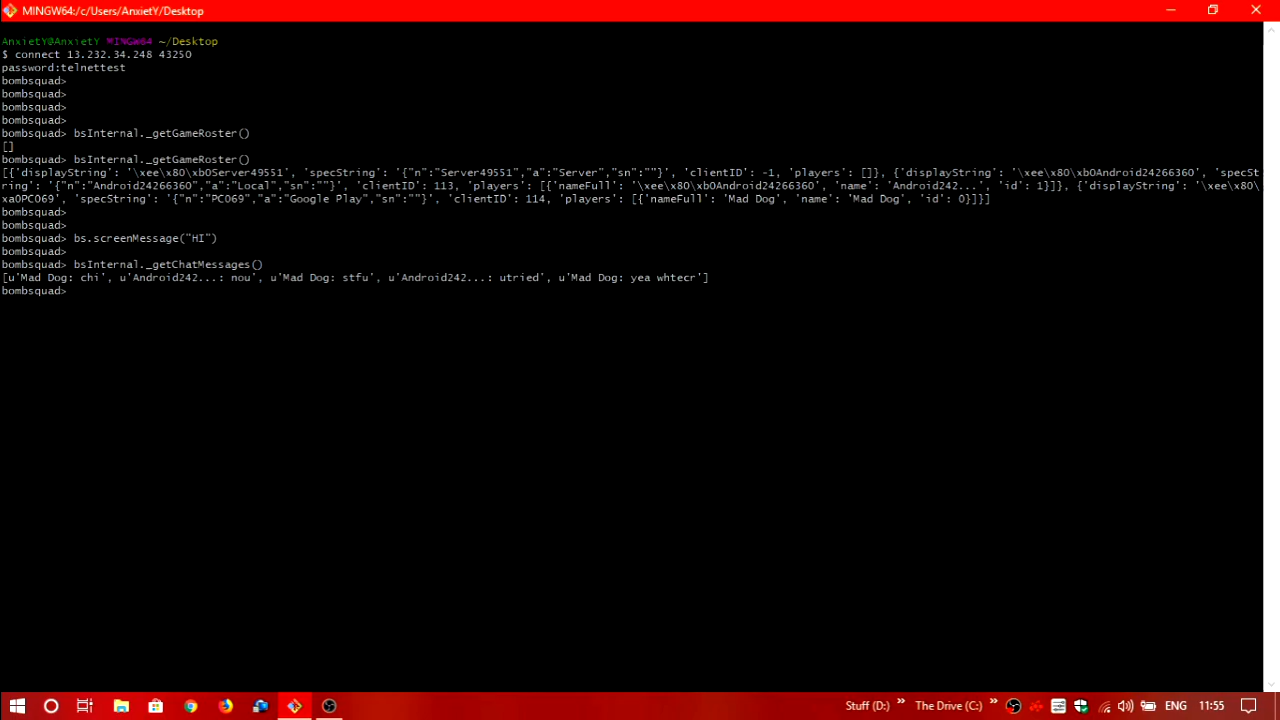 MINGW64:/c/Users/AnxietY/Desktop
AnxietY@AnxietY MINGW64 ~/Desktop
$ connect 13.232.34.248 43250
password:telnettest
bombsquad>
bombsquad>
bombsquad>
bombsquad>
bombsquad> bsInternal._getGameRoster()
[]
bombsquad> bsInternal._getGameRoster()
[{'displayString': '\xee\x80\xb0Server49551', 'specString': '{"n":"Server49551","a":"Server","sn":""}', 'clientID': -1, 'players': []}, {'displayString': '\xee\x80\xb0Android24266360', 'specSt
ring': '{"n":"Android24266360","a":"Local","sn":""}', 'clientID': 113, 'players': [{'nameFull': '\xee\x80\xb0Android24266360', 'name': 'Android242...', 'id': 1}]}, {'displayString': '\xee\x80\
xa0PC069', 'specString': '{"n":"PC069","a":"Google Play","sn":""}', 'clientID': 114, 'players': [{'nameFull': 'Mad Dog', 'name': 'Mad Dog', 'id': 0}]}]
bombsquad>
bombsquad>
bombsquad> bs.screenMessage("HI")
bombsquad>
bombsquad> bsInternal._getChatMessages()
[u'Mad Dog: chi', u'Android242...: nou', u'Mad Dog: stfu', u'Android242...: utried', u'Mad Dog: yea whtecr']
bombsquad>
Stuff (D:) » The Drive (C:) » ENG 11:55